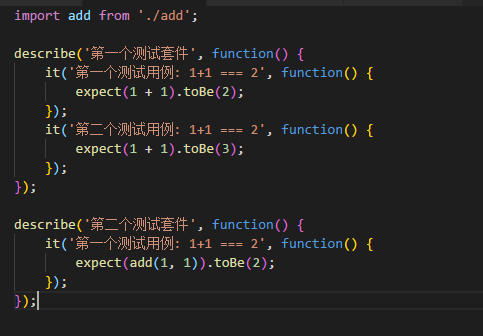 import add from './add';
describe('第一个测试套件', function() {
it('第一个测试用例: 1+1 === 2', function() {
expect(1 + 1).toBe(2);
});
it('第二个测试用例: 1+1 === 2', function() {
expect(1 + 1).toBe(3);
});
});
describe('第二个测试套件', function() {
it('第一个测试用例: 1+1 === 2', function() {
expect(add(1, 1)).toBe(2);
});
});